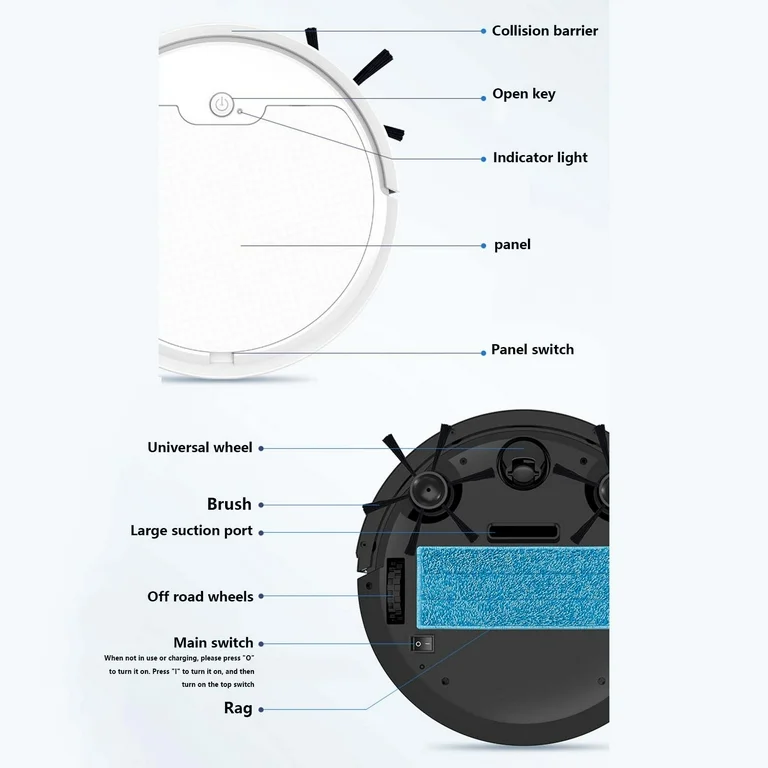 Collision barrier
Open key
Indicator light
panel
Panel switch
Universal wheel
Brush
Large suction port
Off road wheels
Main switch
When not in use or charging, please press "O"
to turn it on. Press "I" to turn it on, and then
turn on the top switch
Rag